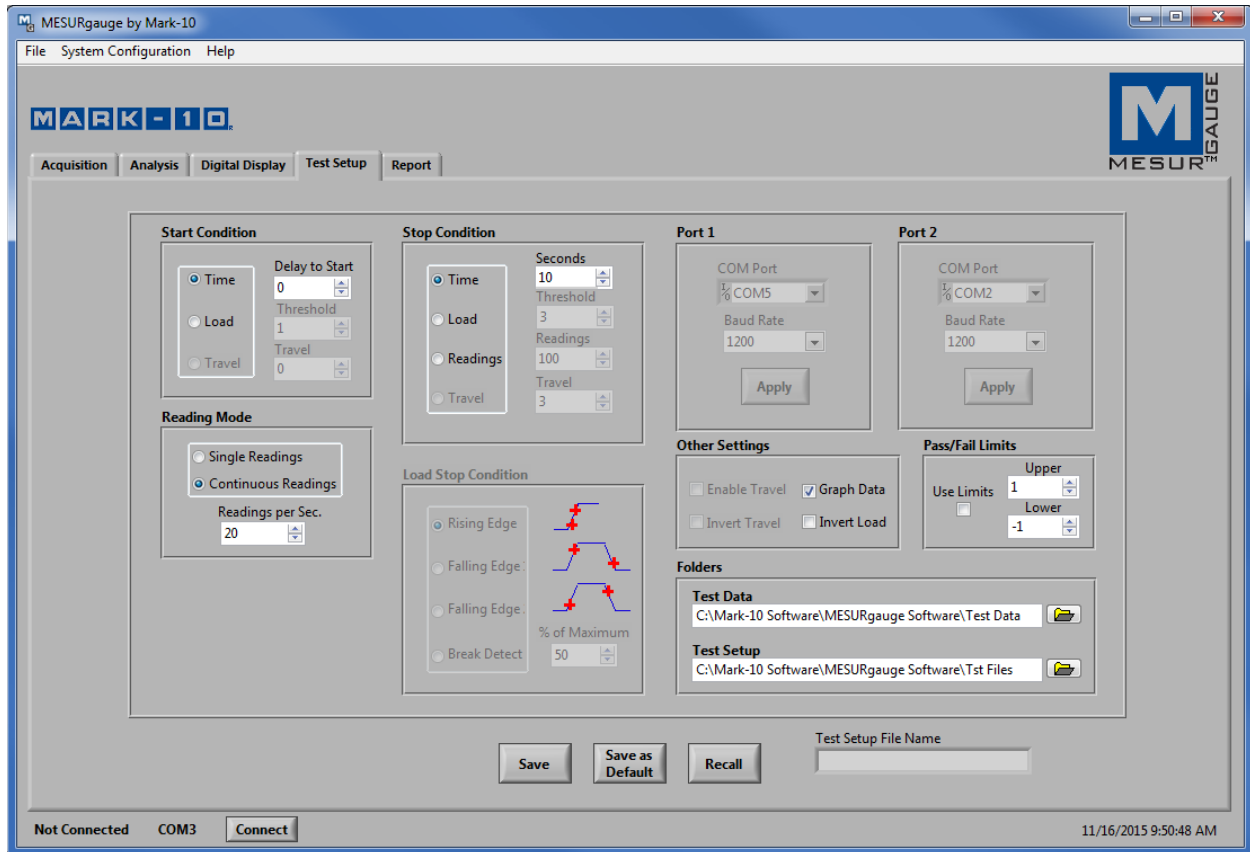 MESURgauge by Mark-10
File System Configuration Help
MARK-10
M
MESUR™GAUGE
Acquisition Analysis Digital Display Test Setup Report
Start Condition
Time
Load
Travel
Delay to Start
0
Threshold
1
Travel
0
Reading Mode
Single Readings
Continuous Readings
Readings per Sec.
20
Stop Condition
Time
Load
Readings
Travel
Seconds
10
Threshold
3
Readings
100
Travel
3
Load Stop Condition
Rising Edge
Falling Edge
Falling Edge
Break Detect
% of Maximum
50
Port 1
COM Port
COM5
Baud Rate
1200
Apply
Port 2
COM Port
COM2
Baud Rate
1200
Apply
Other Settings
Enable Travel Graph Data
Invert Travel Invert Load
Pass/Fail Limits
Use Limits
Upper
1
Lower
-1
Folders
Test Data
C:\Mark-10 Software\MESURgauge Software\Test Data
Test Setup
C:\Mark-10 Software\MESURgauge Software\Tst Files
Save
Save as
Default
Recall
Test Setup File Name
Not Connected COM3 Connect 11/16/2015 9:50:48 AM